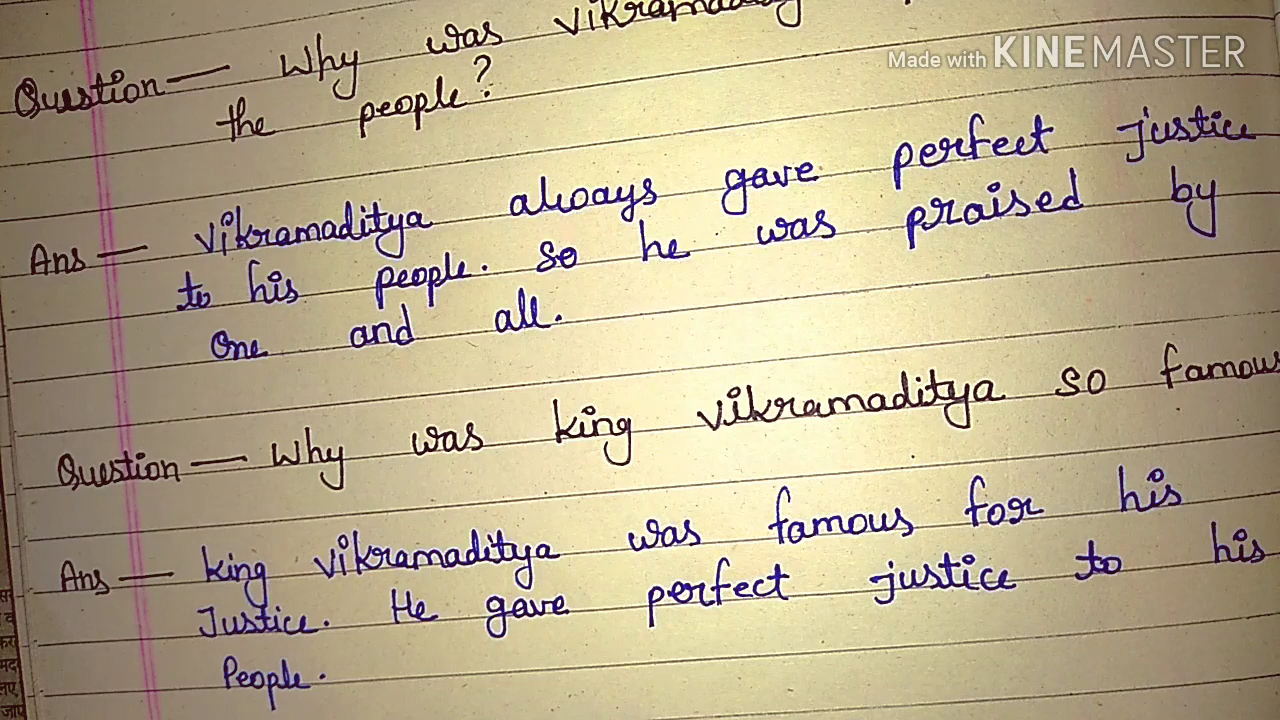 Question — Why was
the people?
Made with KINEMASTER
Ans — Vikramaditya always gave perfect justice
to his people. So he was praised by
One and all.
Question — Why was king Vikramaditya so famous
Ans — king Vikramaditya was famous for his
Justice. He gave perfect justice to his
People.